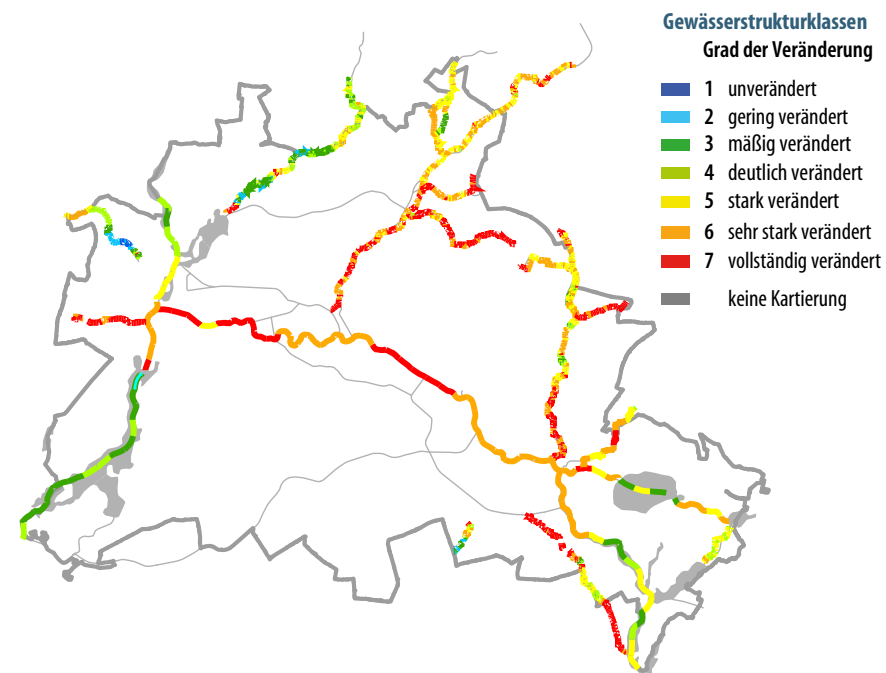 Gewässerstrukturklassen
Grad der Veränderung
1 unverändert
2 gering verändert
3 mäßig verändert
4 deutlich verändert
5 stark verändert
6 sehr stark verändert
7 vollständig verändert
keine Kartierung